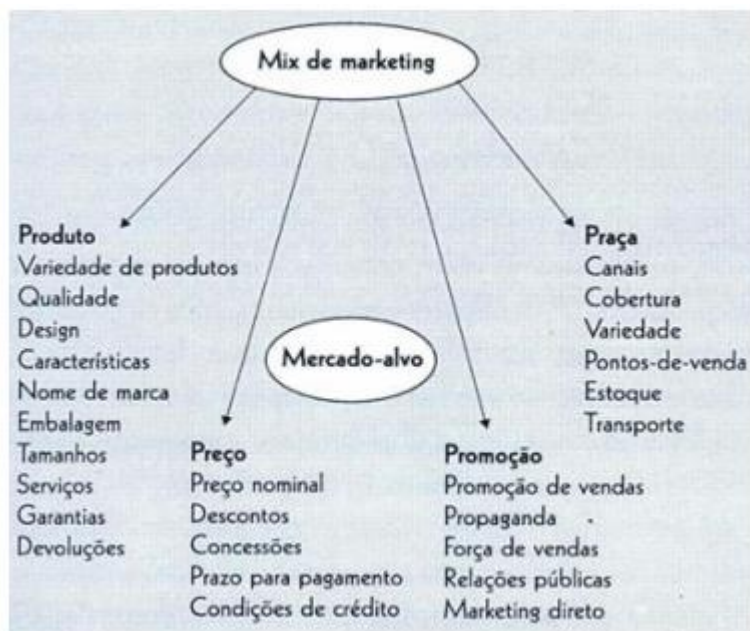 Mix de marketing
Produto
Variedade de produtos
Qualidade
Design
Características
Nome de marca
Embalagem
Tamanhos
Serviços
Garantias
Devoluções
Mercado-alvo
Preço
Preço nominal
Descontos
Concessões
Prazo para pagamento
Condições de crédito
Promoção
Promoção de vendas
Propaganda
Força de vendas
Relações públicas
Marketing direto
Praça
Canais
Cobertura
Variedade
Pontos-de-venda
Estoque
Transporte